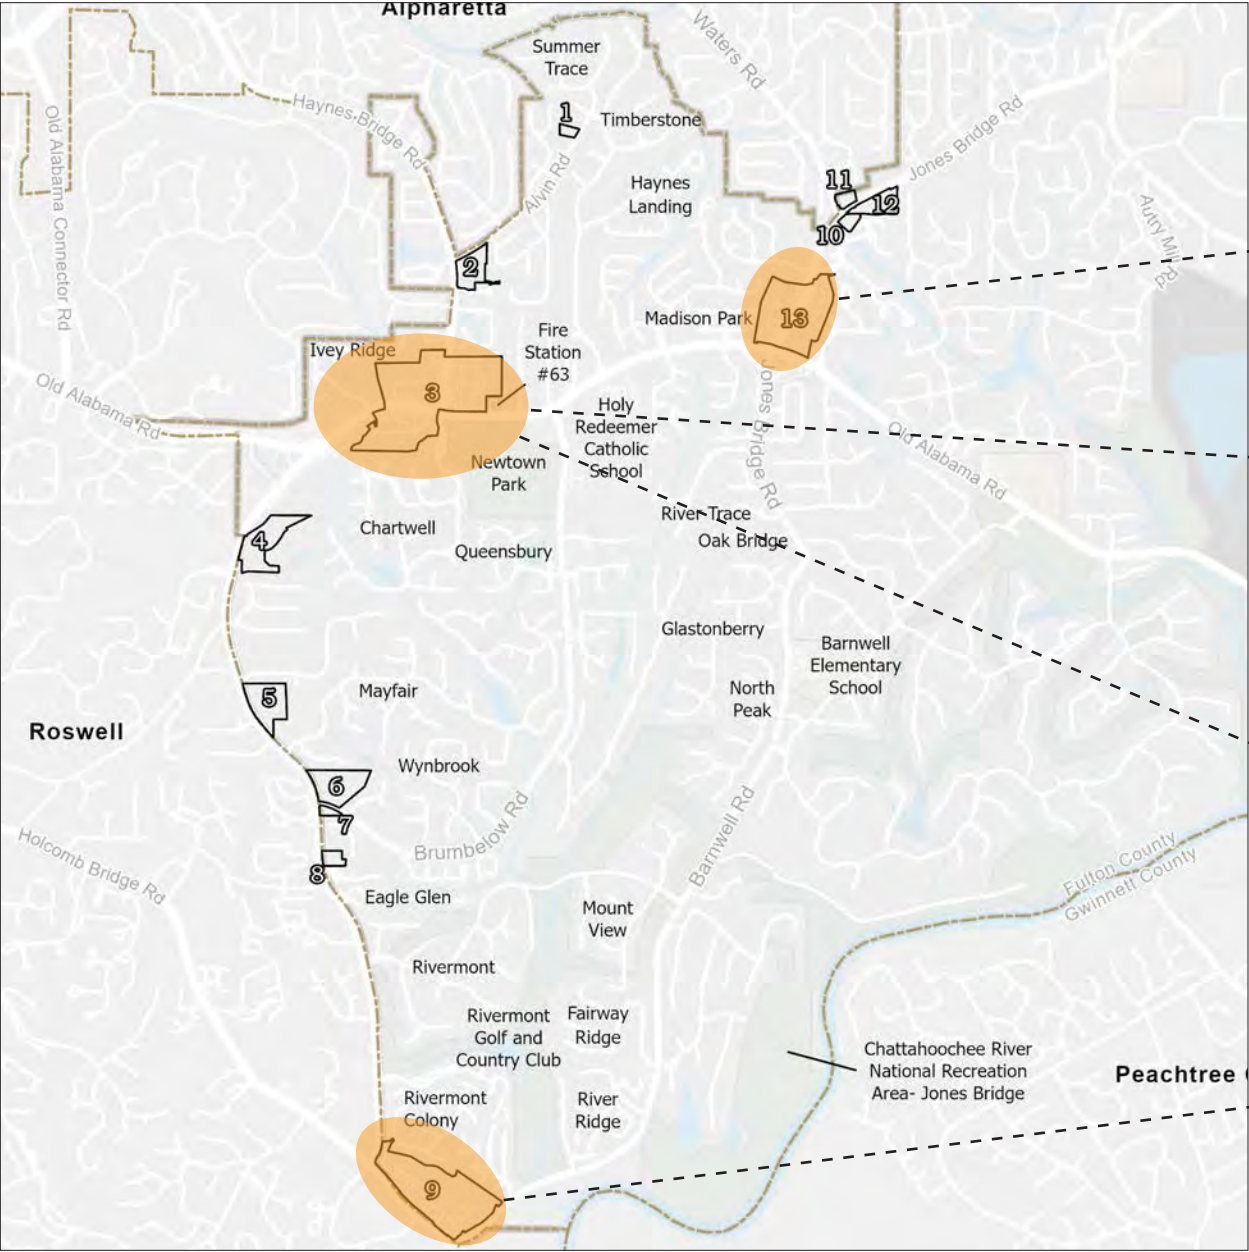 Alpharetta
Summer
Trace
Waters Rd
1
Timberstone
Haynes Bridge Rd
Jones Bridge Rd
Old Alabama Connector Rd
Alvin Rd
Haynes
Landing
11
12
10
Autry Mill Rd
2
13
Madison Park
Fire
Station
#63
Ivey Ridge
3
Old Alabama Rd
Jones Bridge Rd
Holy
Redeemer
Catholic
School
Old Alabama Rd
Newtown
Park
4
Chartwell
Queensbury
River Trace
Oak Bridge
Glastonberry
Barnwell
Elementary
School
5
Mayfair
North
Peak
Roswell
Wynbrook
6
7
Brumbelow Rd
Barnwell Rd
8
Holcomb Bridge Rd
Eagle Glen
Fulton County
Gwinnett County
Mount
View
Rivermont
Rivermont
Golf and
Country Club
Fairway
Ridge
Chattahoochee River
National Recreation
Area- Jones Bridge
Peachtree
Rivermont
Colony
River
Ridge
9